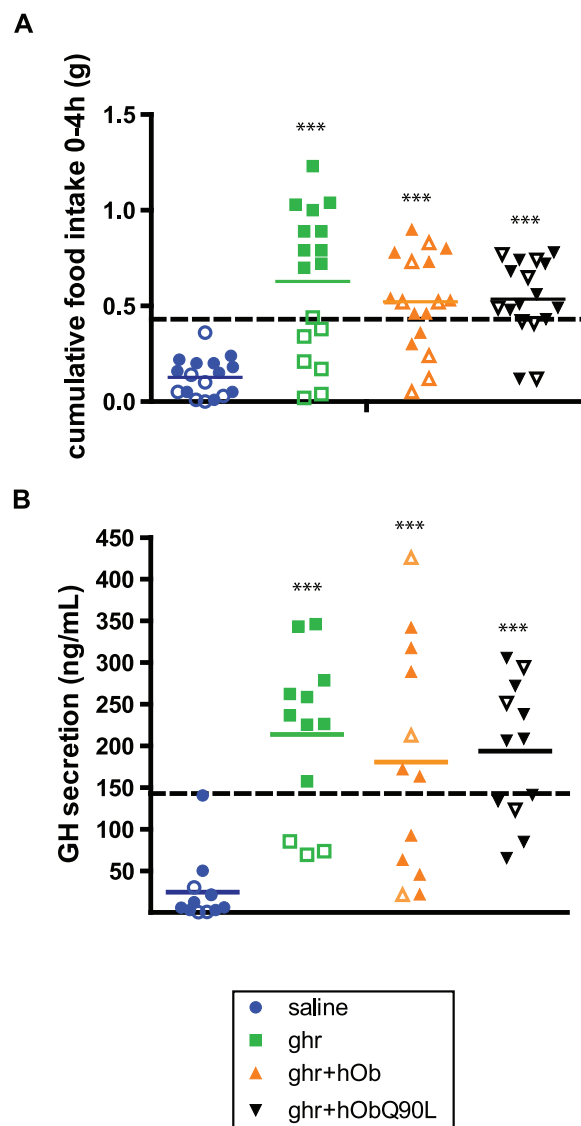 A
cumulative food intake 0-4h (g)
1.5
1.0
0.5
0.0
***
***
***
B
GH secretion (ng/mL)
450
400
350
300
250
200
150
100
50
***
***
***
saline
ghr
ghr+hOb
ghr+hObQ90L